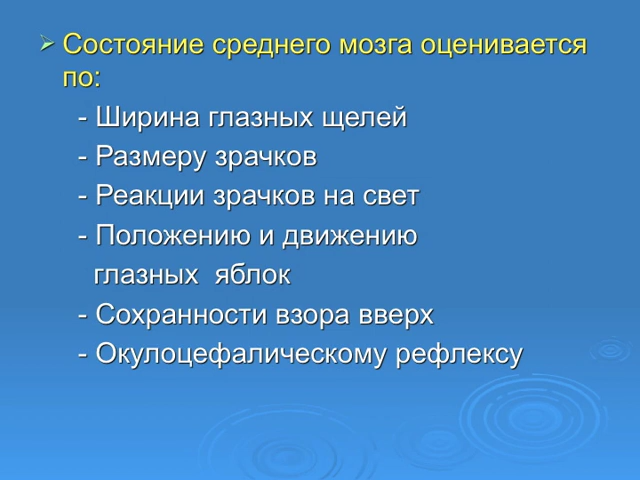 Состояние среднего мозга оценивается
по:
- Ширина глазных щелей
- Размеру зрачков
- Реакции зрачков на свет
- Положению и движению
глазных яблок
- Сохранности взора вверх
- Окулоцефалическому рефлексу